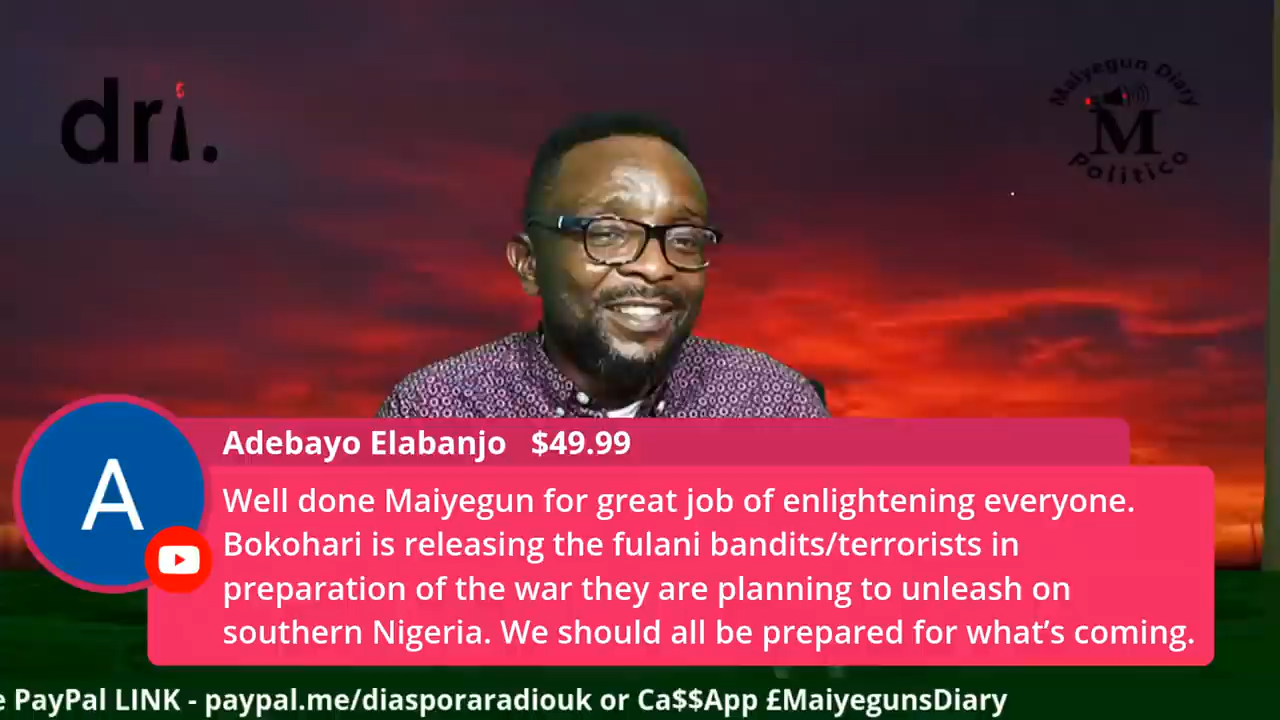 dri.
Maiyegun Diary
M
Politico
A
Adebayo Elabanjo $49.99
Well done Maiyegun for great job of enlightening everyone.
Bokohari is releasing the fulani bandits/terrorists in
preparation of the war they are planning to unleash on
southern Nigeria. We should all be prepared for what’s coming.
e PayPal LINK - paypal.me/diasporaradiouk or Ca$$App £MaiyegunsDiary